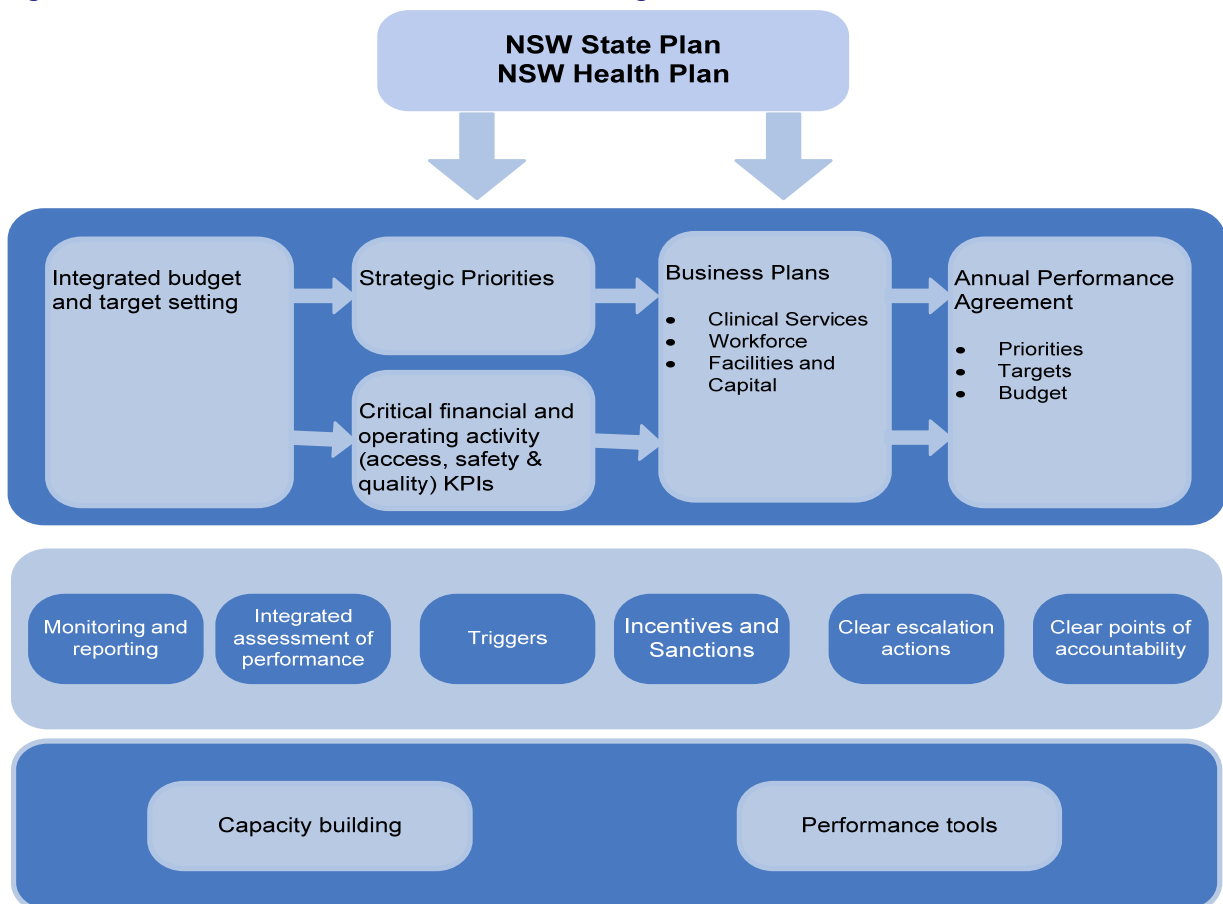 NSW State Plan
NSW Health Plan
Integrated budget
and target setting
Strategic Priorities
Critical financial and
operating activity
(access, safety &
quality) KPIs
Business Plans
• Clinical Services
• Workforce
• Facilities and
Capital
Annual Performance
Agreement
• Priorities
• Targets
• Budget
Monitoring and
reporting
Integrated
assessment of
performance
Triggers
Incentives and
Sanctions
Clear escalation
actions
Clear points of
accountability
Capacity building
Performance tools